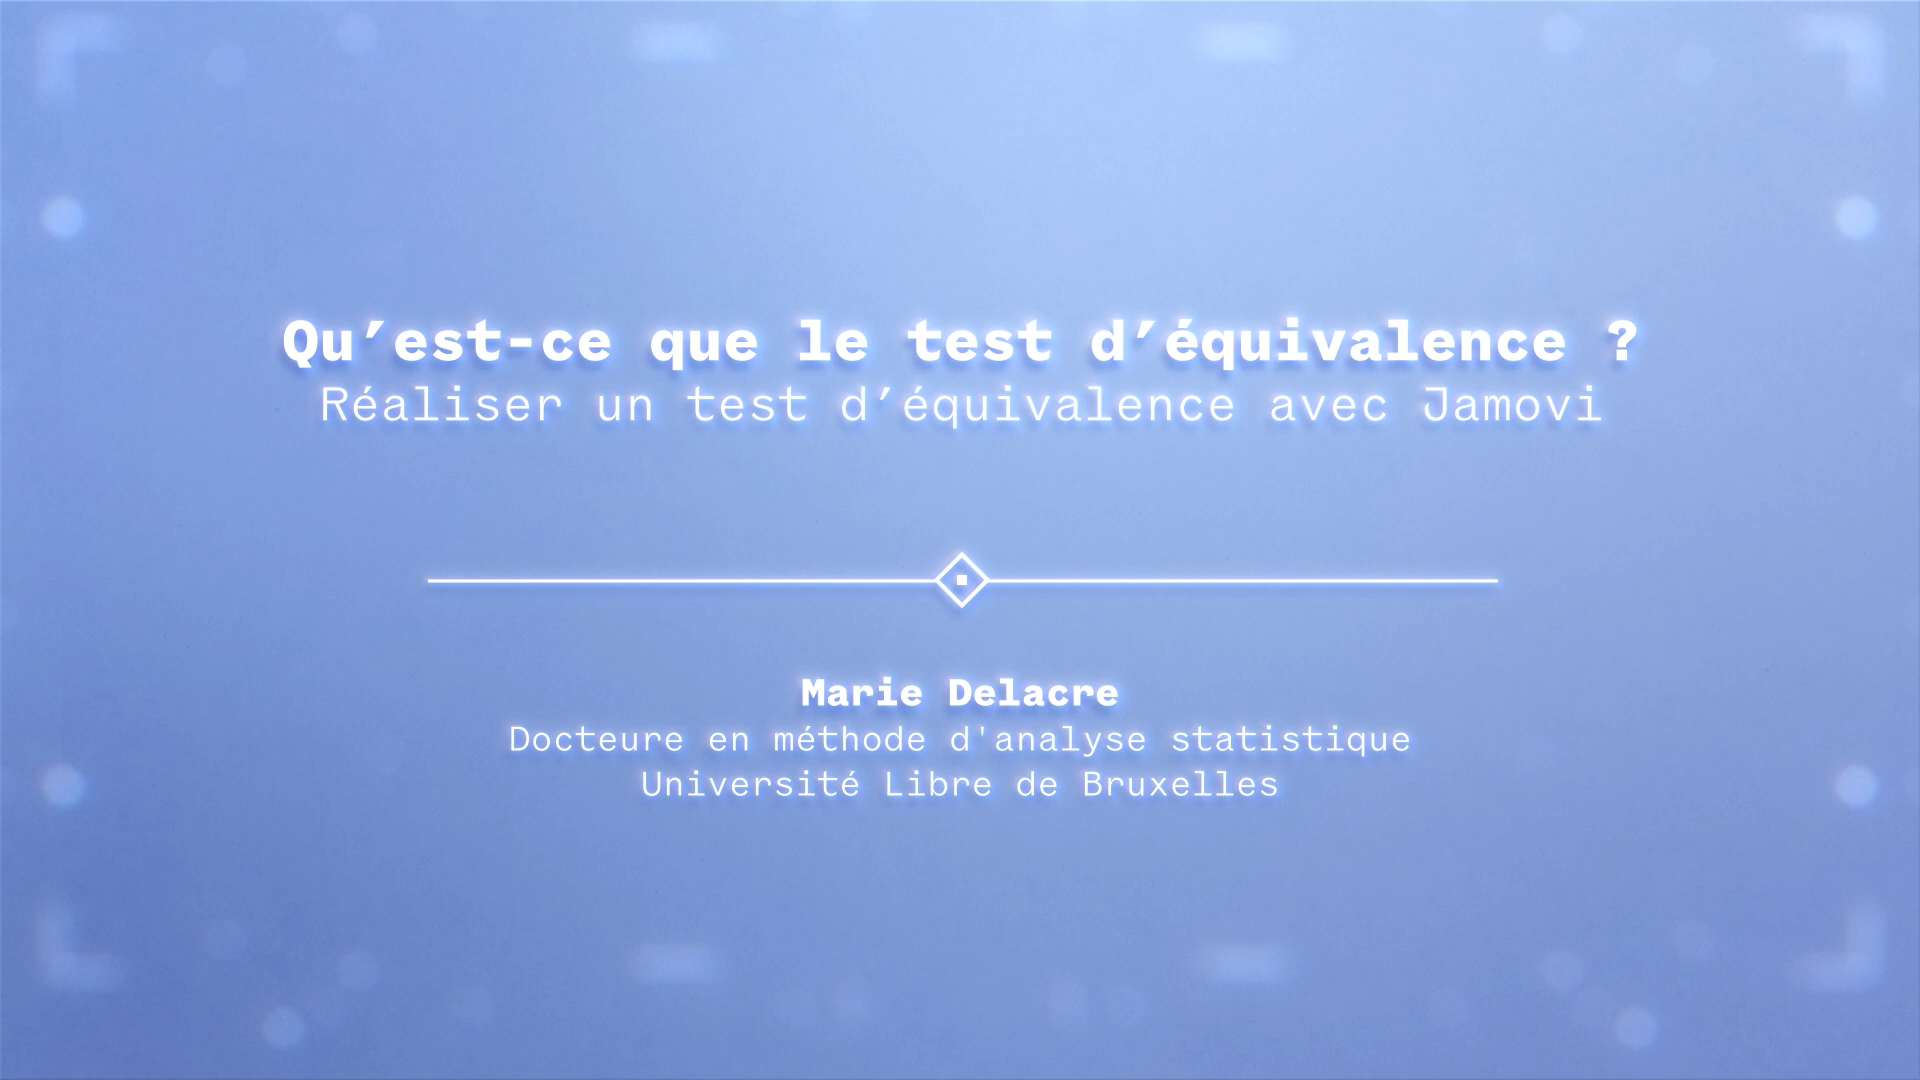 Qu’est-ce que le test d’équivalence ?
Réaliser un test d’équivalence avec Jamovi
Marie Delacre
Docteure en méthode d'analyse statistique
Université Libre de Bruxelles